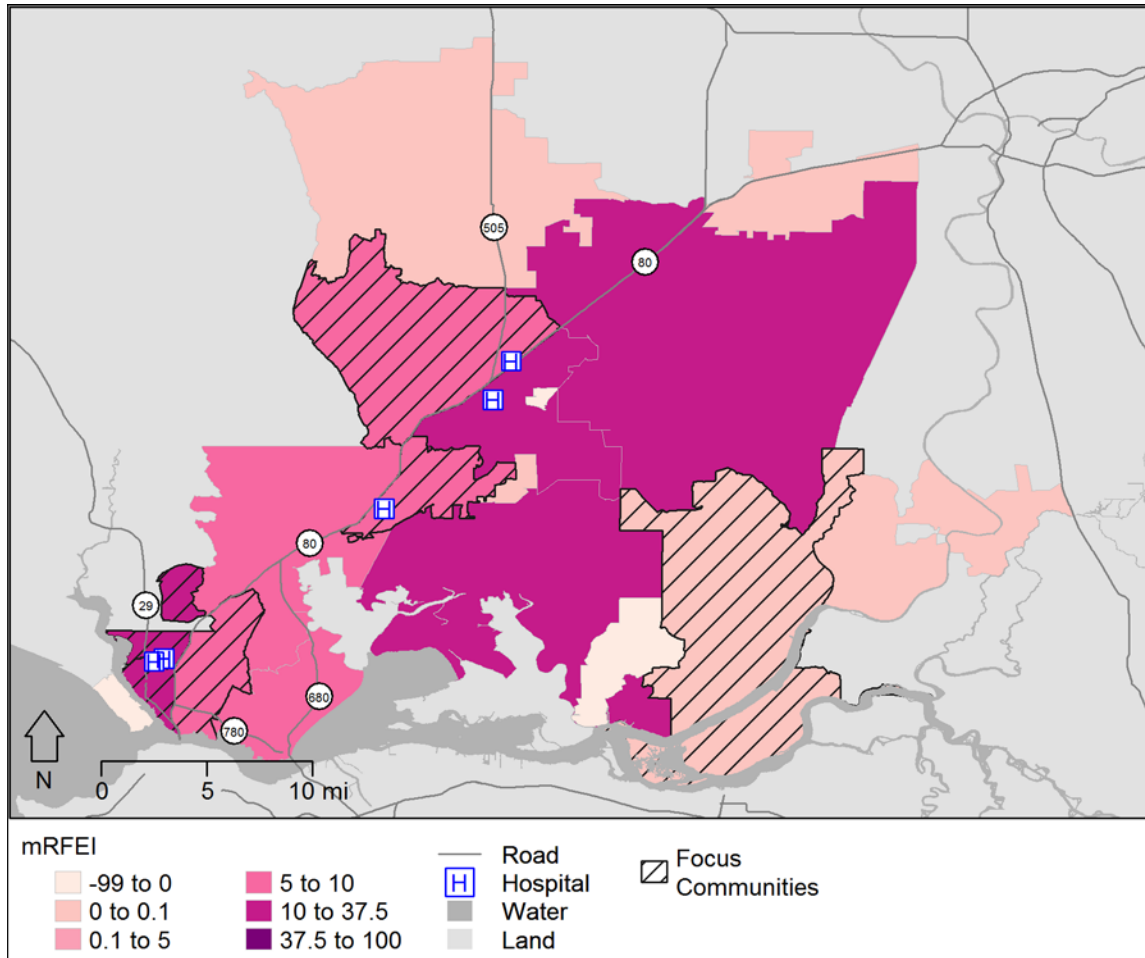 505
80
H
H
80
H
29
H H
680
780
N
0 5 10 mi
mRFEI
-99 to 0
0 to 0.1
0.1 to 5
5 to 10
10 to 37.5
37.5 to 100
Road
H Hospital
Water
Land
Focus
Communities